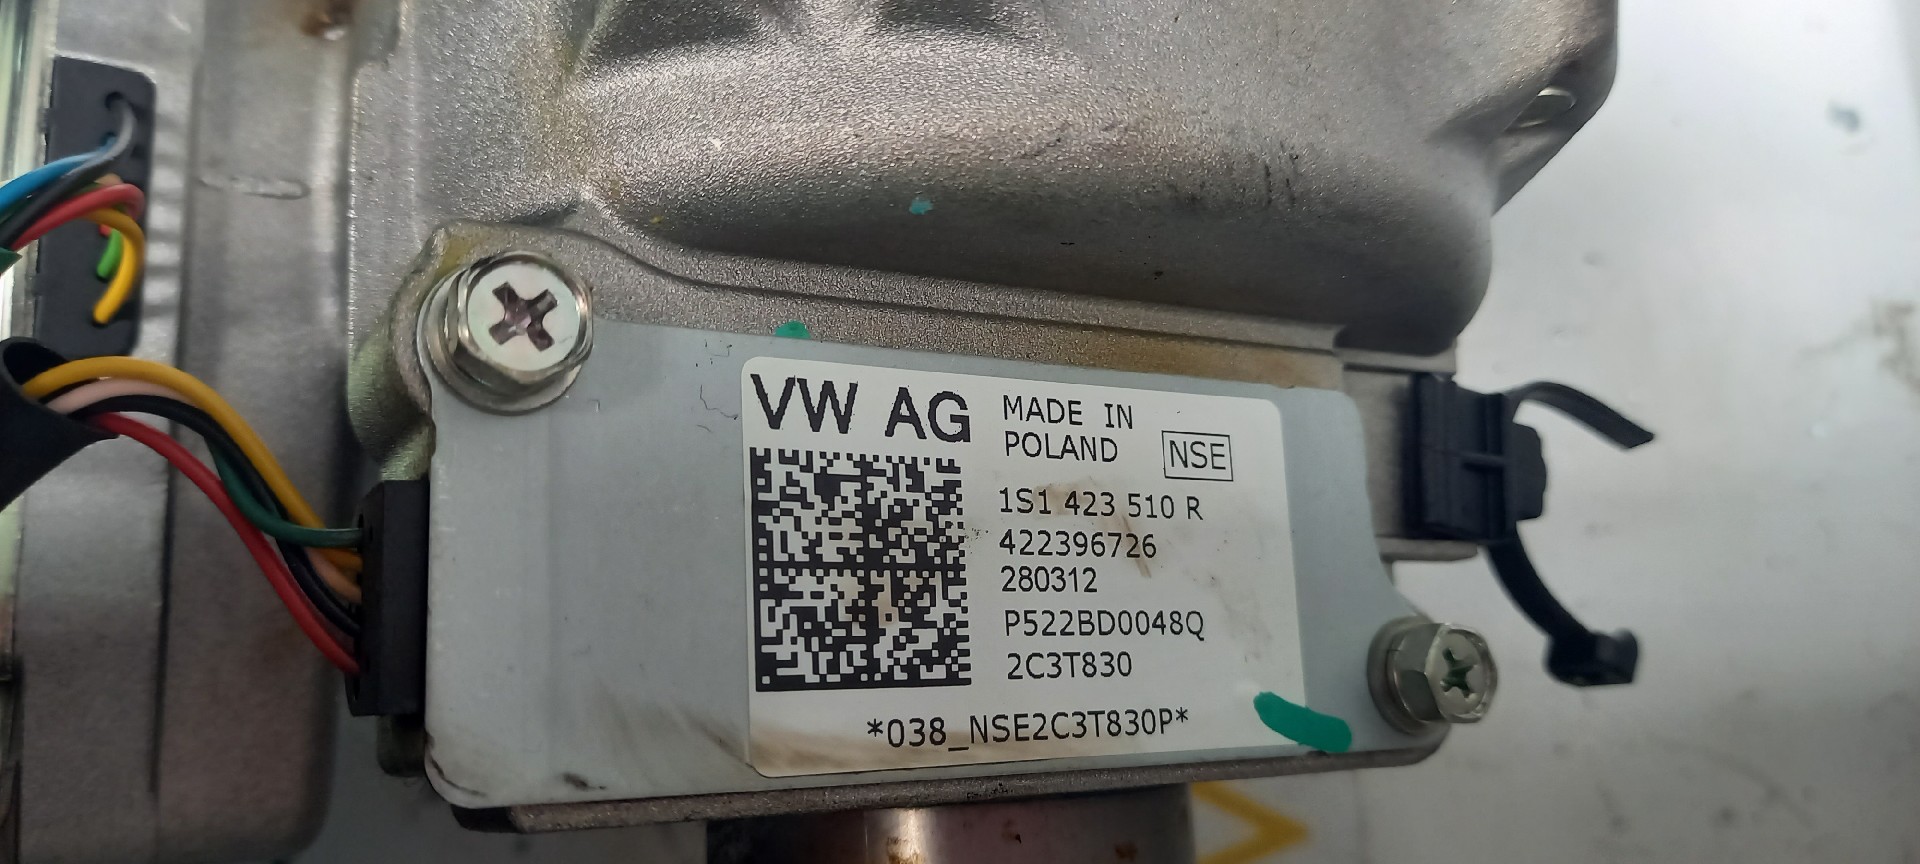 VW AG
MADE IN
POLAND
NSE
1S1 423 510 R
422396726
280312
P522BD0048Q
2C3T830
*038_NSE2C3T830P*